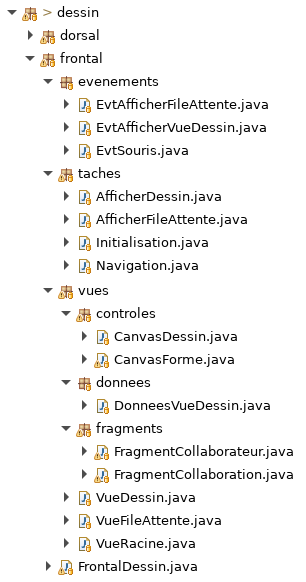 > dessin
dorsal
frontal
evenements
EvtAfficherFileAttente.java
EvtAfficherVueDessin.java
EvtSouris.java
taches
AfficherDessin.java
AfficherFileAttente.java
Initialisation.java
Navigation.java
vues
controles
CanvasDessin.java
CanvasForme.java
donnees
DonneesVueDessin.java
fragments
FragmentCollaborateur.java
FragmentCollaboration.java
VueDessin.java
VueFileAttente.java
VueRacine.java
FrontalDessin.java